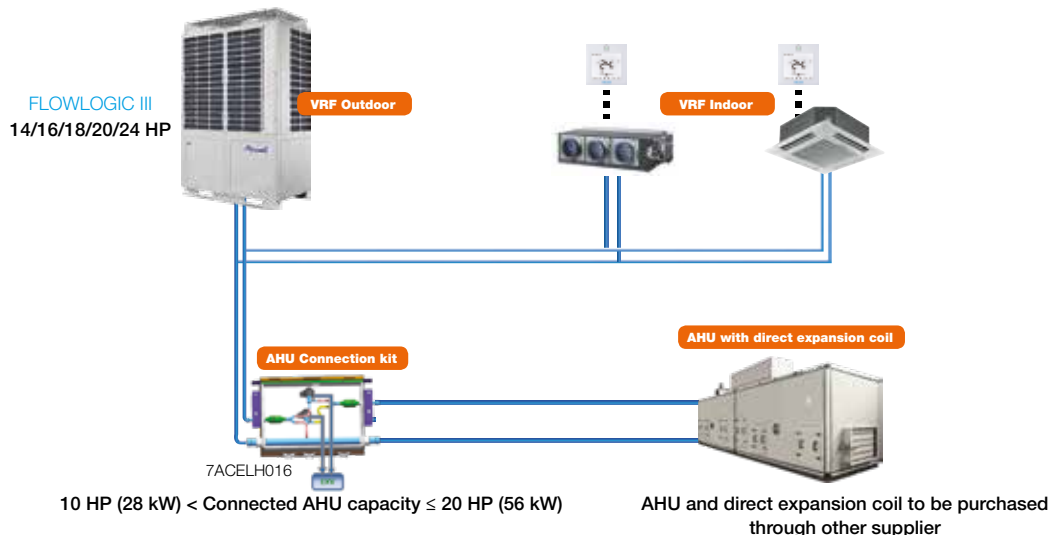 FLOWLOGIC III
14/16/18/20/24 HP
VRF Outdoor
VRF Indoor
AHU Connection kit
AHU with direct expansion coil
7ACELH016
10 HP (28 kW) < Connected AHU capacity ≤ 20 HP (56 kW)
AHU and direct expansion coil to be purchased
through other supplier